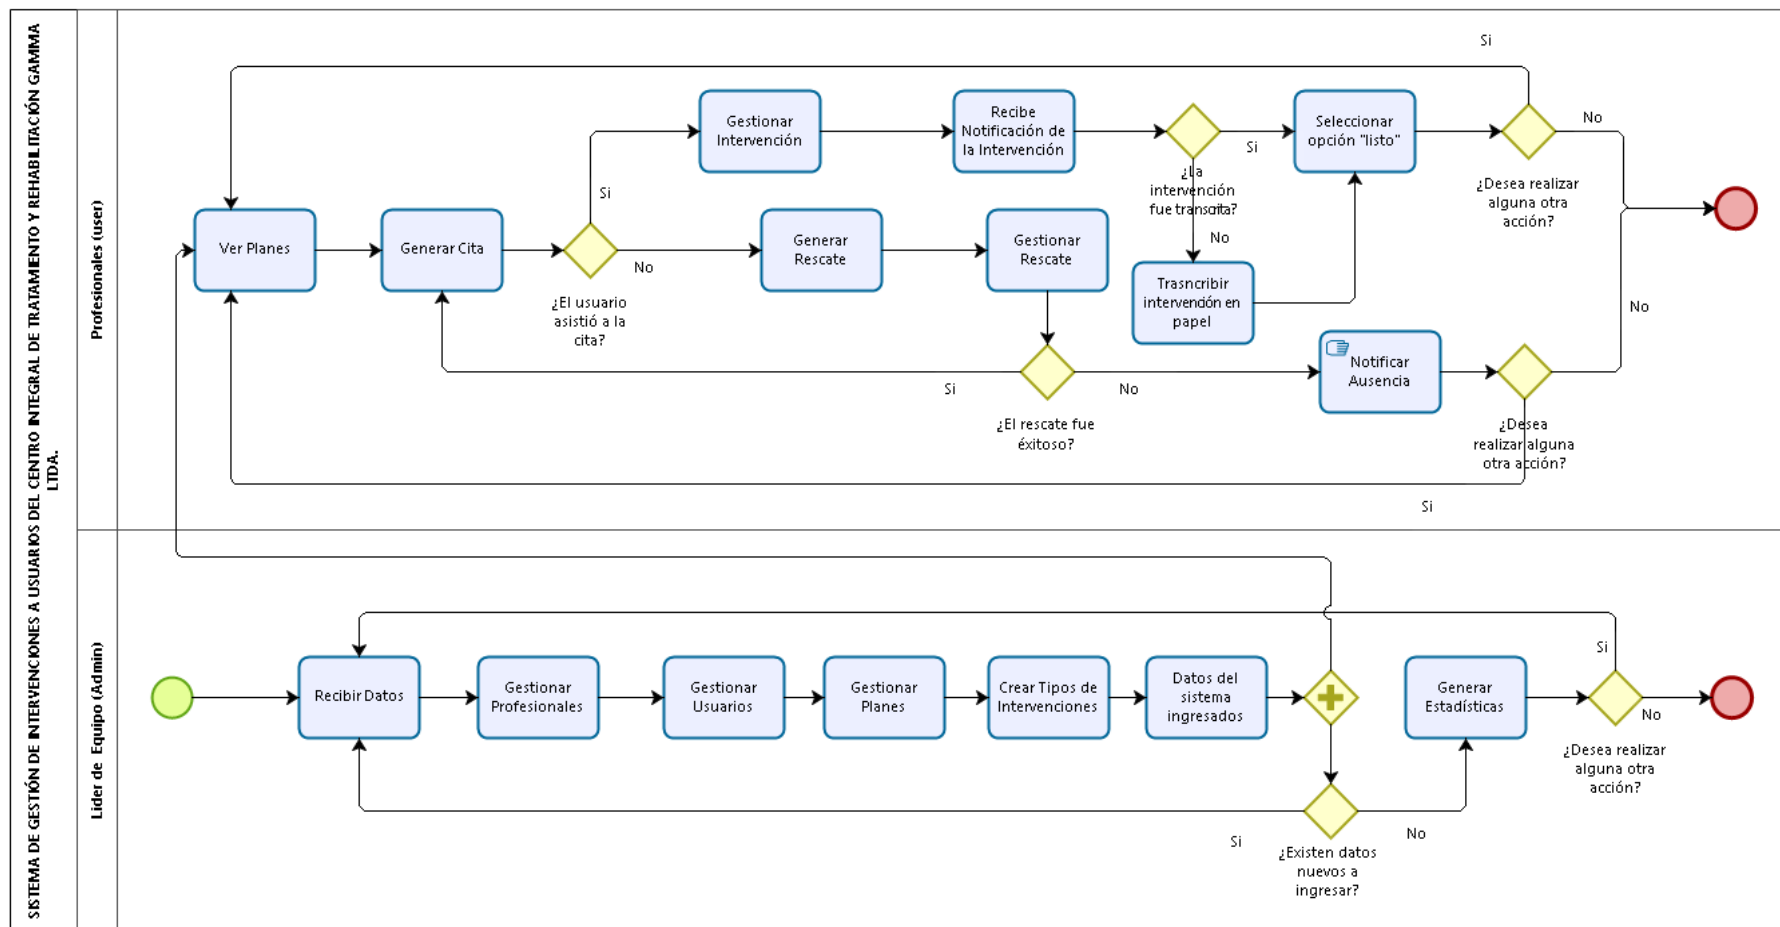 SISTEMA DE GESTIÓN DE INTERVENCIONES A USUARIOS DEL CENTRO INTEGRAL DE TRATAMIENTO Y REHABILITACIÓN GAMMA
LTDA.
Profesionales (user)
Si
Gestionar
Intervención
Recibe
Notificación de
la Intervención
Seleccionar
opción "listo"
No
Si
Si
¿La
intervención
fue transcrita?
¿Desea realizar
alguna otra
acción?
Ver Planes
Generar Cita
No
Generar
Rescate
Gestionar
Rescate
No
¿El usuario
asistió a la
cita?
Trasncribir
intervención en
papel
No
Notificar
Ausencia
Si
No
¿El rescate fue
éxitoso?
¿Desea
realizar alguna
otra acción?
Si
Líder de Equipo (Admin)
Recibir Datos
Gestionar
Profesionales
Gestionar
Usuarios
Gestionar
Planes
Crear Tipos de
Intervenciones
Datos del
sistema
ingresados
Generar
Estadísticas
Si
No
¿Desea realizar
alguna otra
acción?
Si
No
¿Existen datos
nuevos a
ingresar?